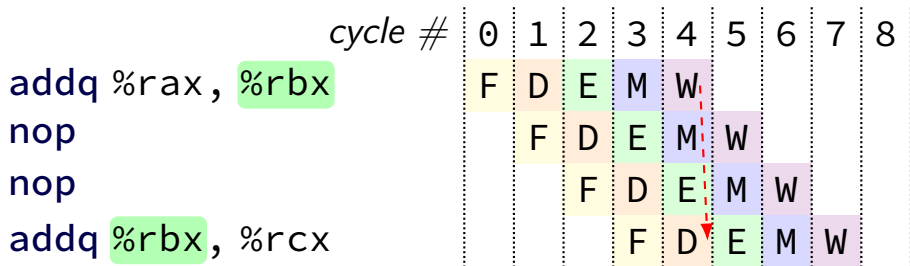 cycle # 0 1 2 3 4 5 6 7 8
addq %rax, %rbx F D E M W
nop F D E M W
nop F D E M W
addq %rbx, %rcx F D E M W